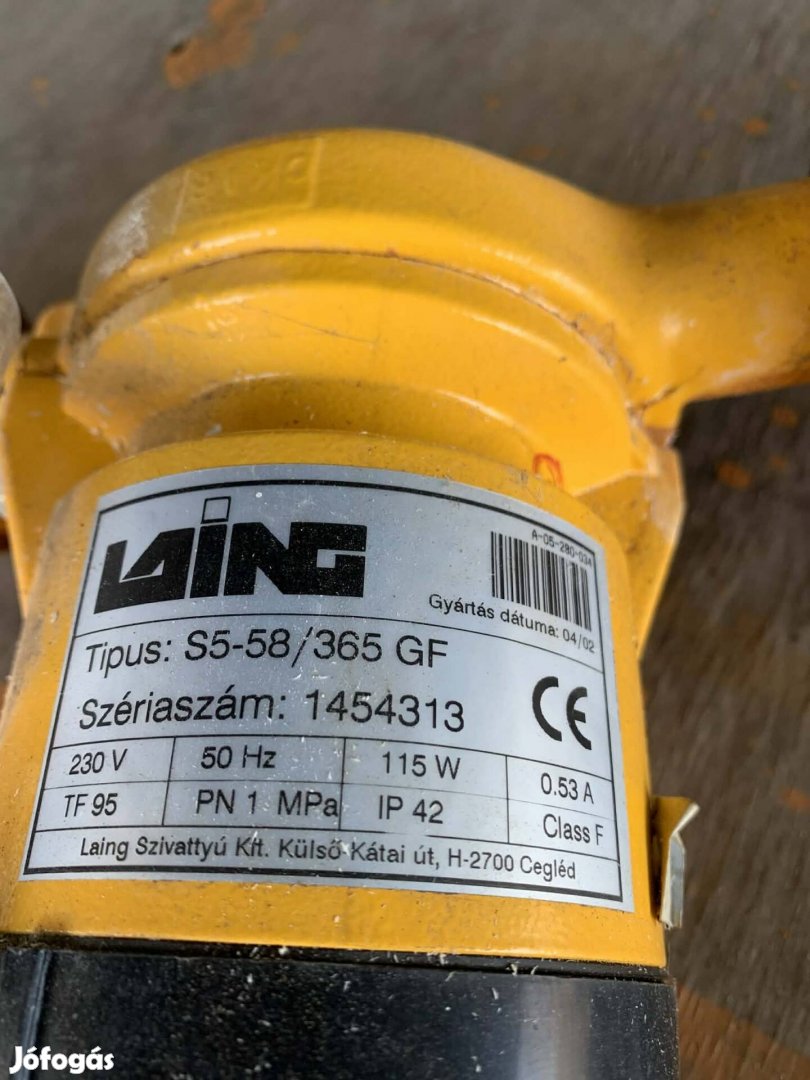 LAING
A-05-290-034
Gyártás dátuma: 04/02
Tipus: S5-58/365 GF
Szériaszám: 1454313
CE
230 V 50 Hz 115 W 0.53 A
TF 95 PN 1 MPa IP 42 Class F
Laing Szivattyú Kft. Külső-Kátai út, H-2700 Cegléd
Jófogás